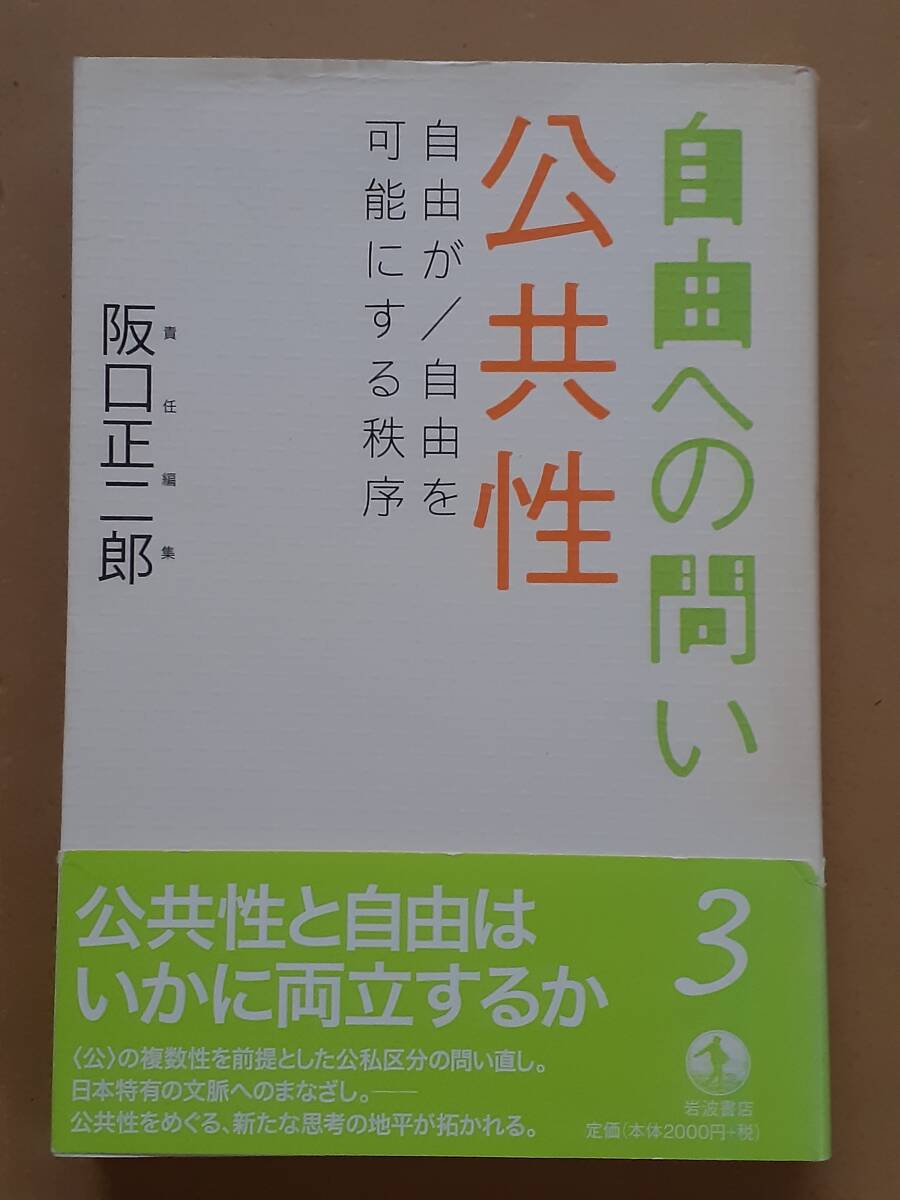 自由への問い
公共性
自由が／自由を
可能にする秩序
責任編集
阪口正二郎
公共性と自由は
いかに両立するか
3
〈公〉の複数性を前提とした公私区分の問い直し。
日本特有の文脈へのまなざし。――
公共性をめぐる、新たな思考の地平が拓かれる。
岩波書店
定価(本体2000円+税)